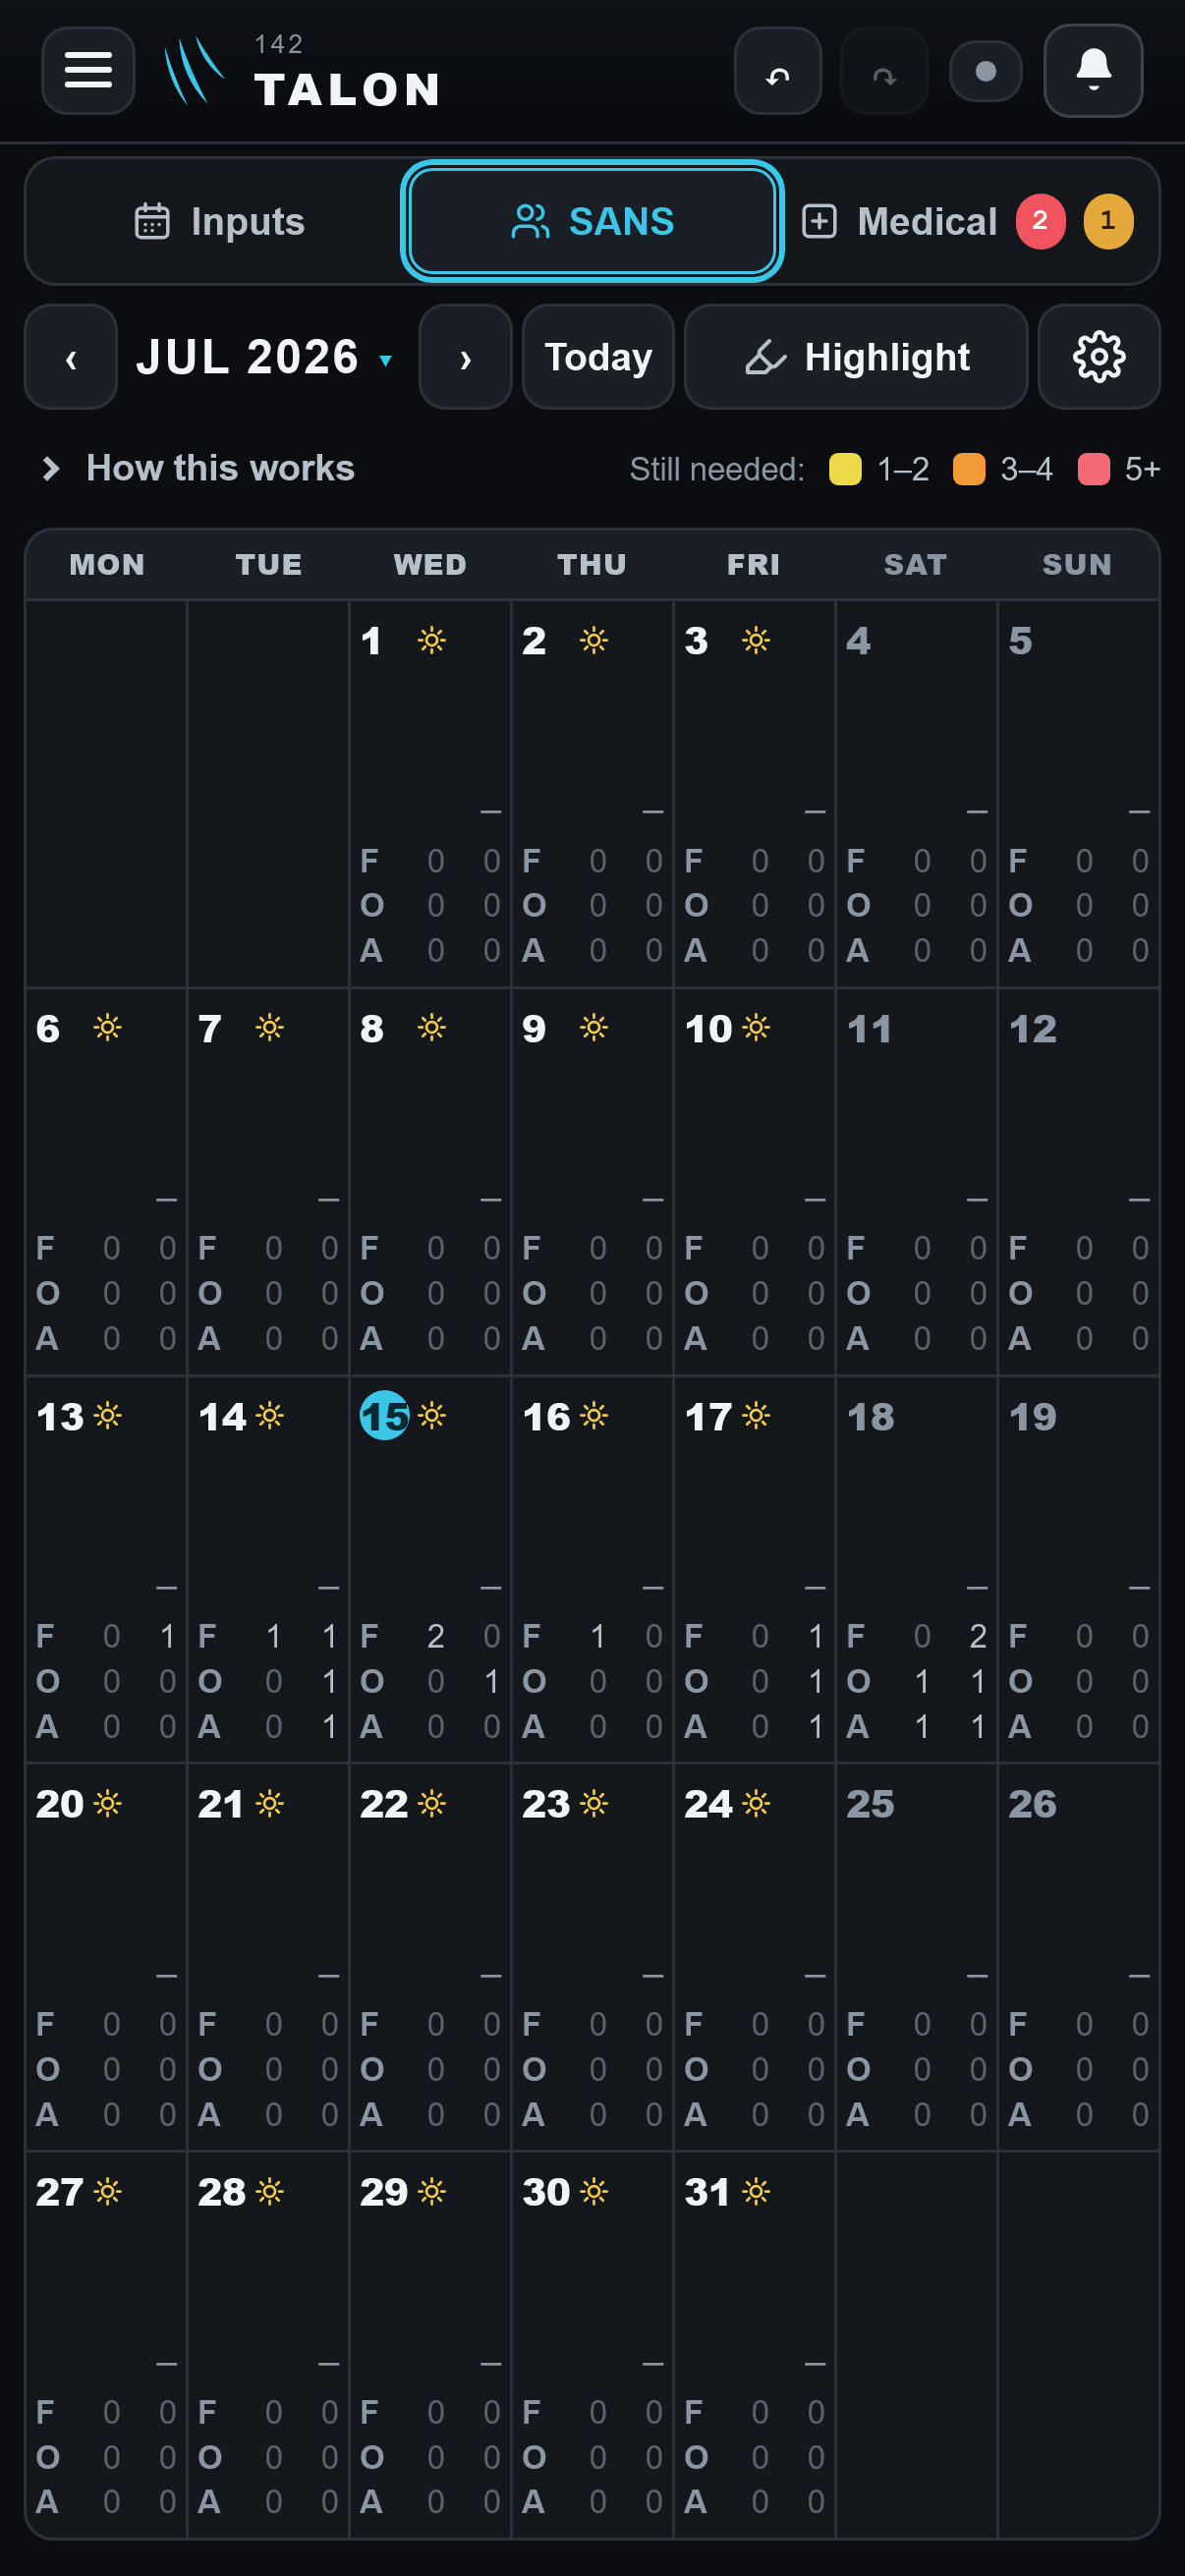 142
TALON
Inputs
SANS
Medical 2 1
‹ JUL 2026 ▾ › Today Highlight
How this works Still needed: 1–2 3–4 5+
MON TUE WED THU FRI SAT SUN
1 2 3 4 5
– – – – –
F 0 0 F 0 0 F 0 0 F 0 0 F 0 0
O 0 0 O 0 0 O 0 0 O 0 0 O 0 0
A 0 0 A 0 0 A 0 0 A 0 0 A 0 0
6 7 8 9 10 11 12
– – – – – – –
F 0 0 F 0 0 F 0 0 F 0 0 F 0 0 F 0 0 F 0 0
O 0 0 O 0 0 O 0 0 O 0 0 O 0 0 O 0 0 O 0 0
A 0 0 A 0 0 A 0 0 A 0 0 A 0 0 A 0 0 A 0 0
13 14 15 16 17 18 19
– – – – – – –
F 0 1 F 1 1 F 2 0 F 1 0 F 0 1 F 0 2 F 0 0
O 0 0 O 0 1 O 0 1 O 0 0 O 0 1 O 1 1 O 0 0
A 0 0 A 0 1 A 0 0 A 0 0 A 0 1 A 1 1 A 0 0
20 21 22 23 24 25 26
– – – – – – –
F 0 0 F 0 0 F 0 0 F 0 0 F 0 0 F 0 0 F 0 0
O 0 0 O 0 0 O 0 0 O 0 0 O 0 0 O 0 0 O 0 0
A 0 0 A 0 0 A 0 0 A 0 0 A 0 0 A 0 0 A 0 0
27 28 29 30 31
– – – – –
F 0 0 F 0 0 F 0 0 F 0 0 F 0 0
O 0 0 O 0 0 O 0 0 O 0 0 O 0 0
A 0 0 A 0 0 A 0 0 A 0 0 A 0 0